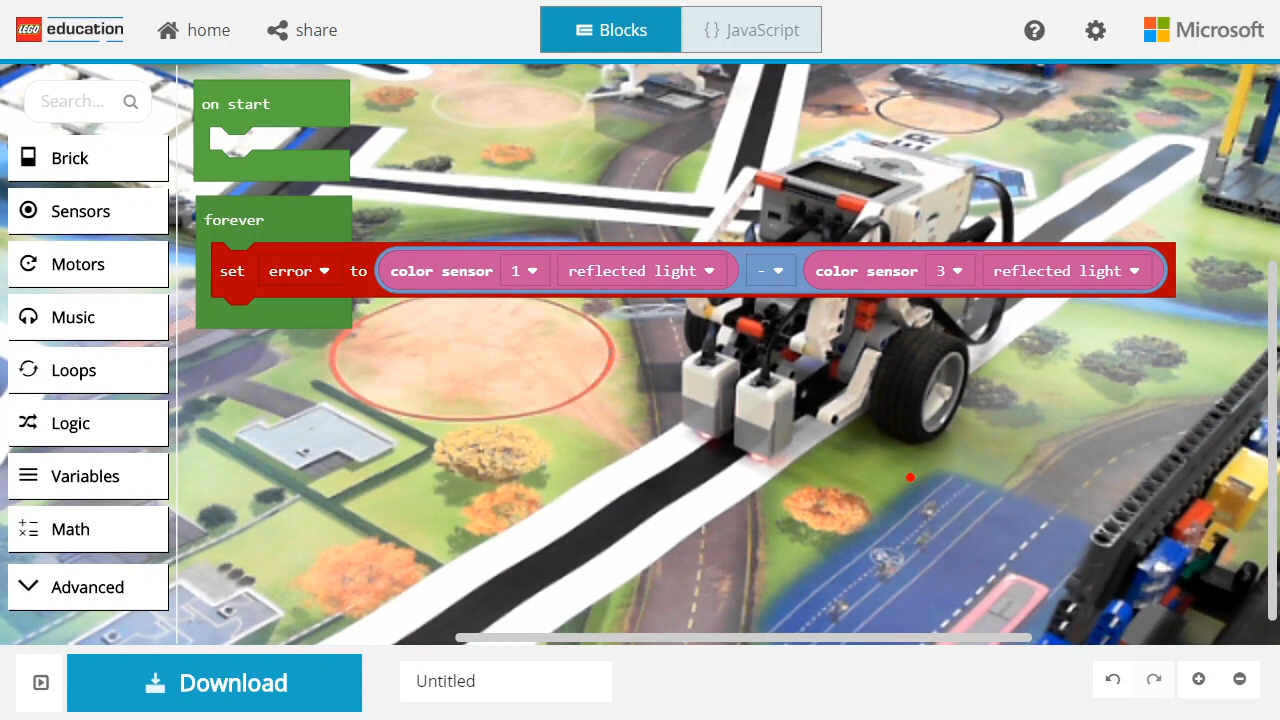 LEGO education home share Blocks { } JavaScript Microsoft
Search...
Brick
Sensors
Motors
Music
Loops
Logic
Variables
Math
Advanced
on start
forever
set error to color sensor 1 reflected light - color sensor 3 reflected light
Download Untitled